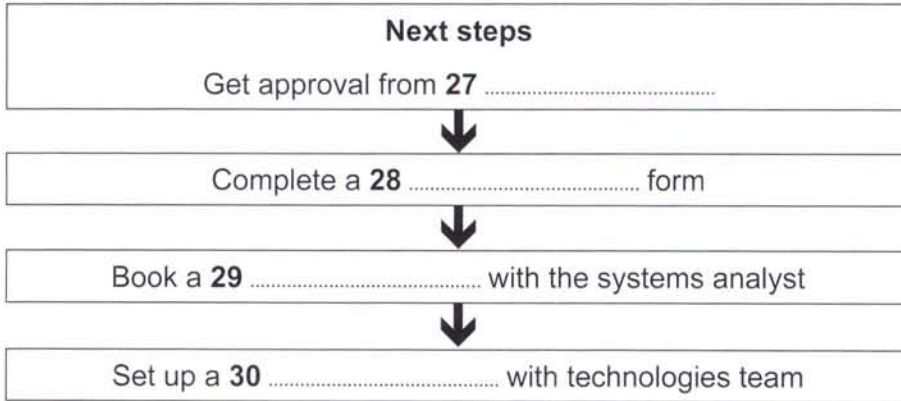 Next steps
Get approval from 27 ........................................
Complete a 28 ........................................ form
Book a 29 ........................................ with the systems analyst
Set up a 30 ........................................ with technologies team